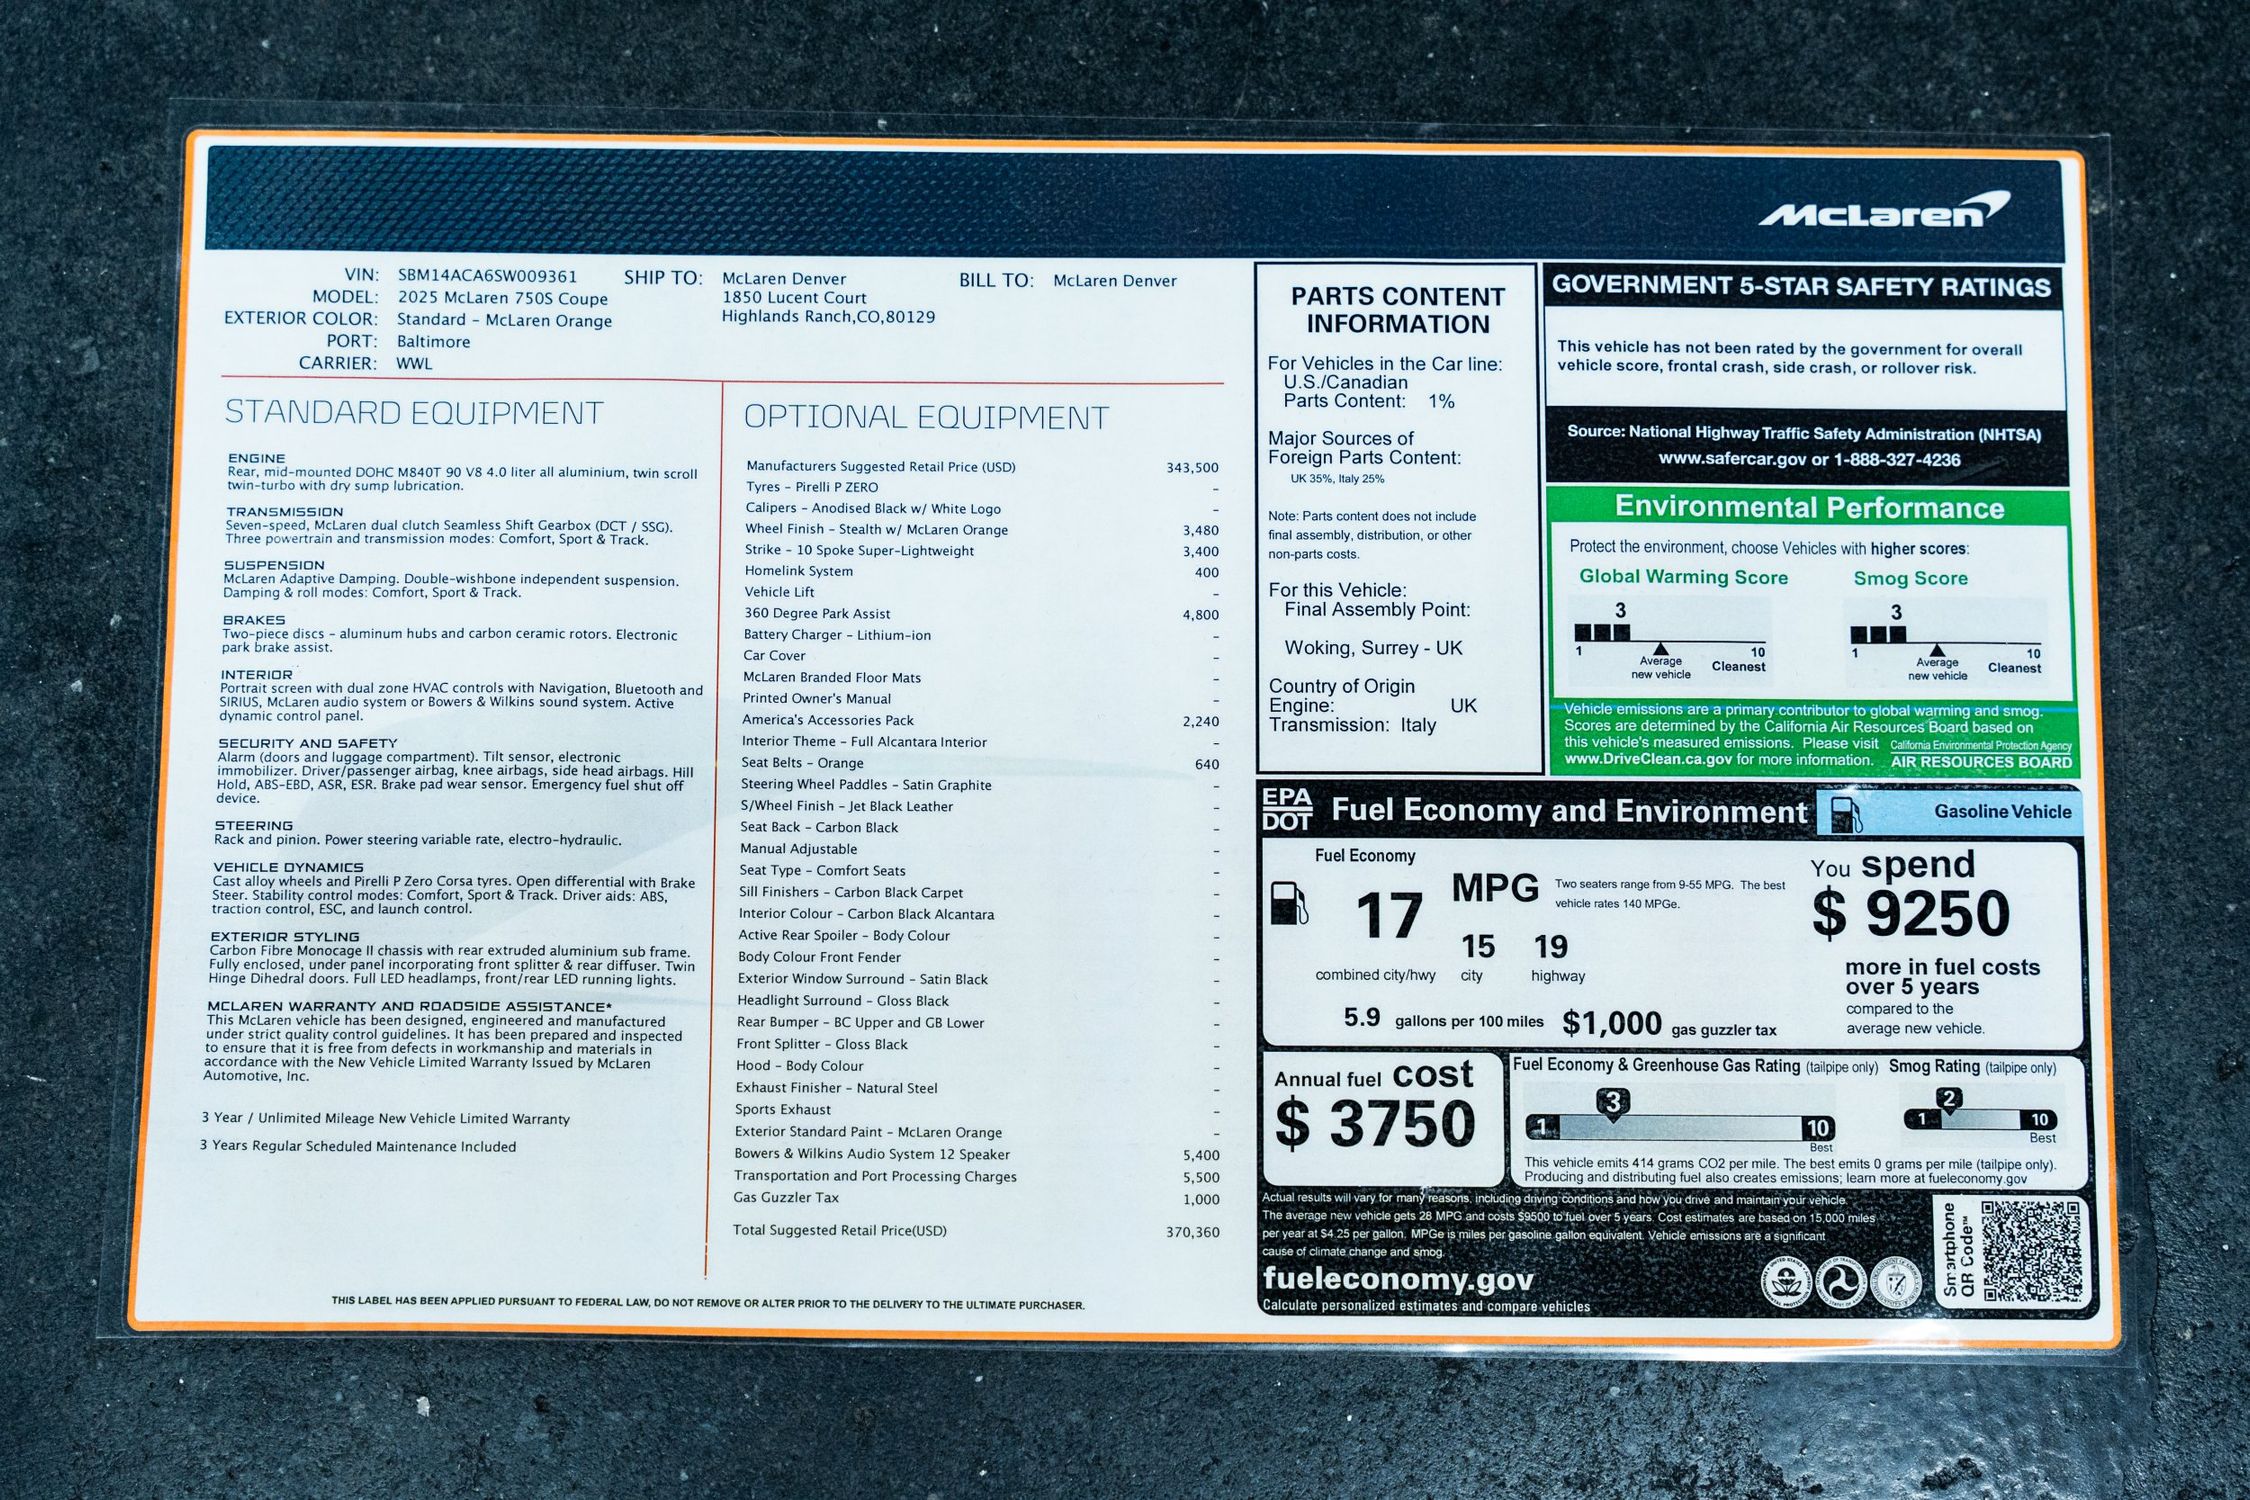 McLaren
VIN: SBM14ACA6SW009361
MODEL: 2025 McLaren 750S Coupe
EXTERIOR COLOR: Standard - McLaren Orange
PORT: Baltimore
CARRIER: WWL
SHIP TO: McLaren Denver
1850 Lucent Court
Highlands Ranch,CO,80129
BILL TO: McLaren Denver
STANDARD EQUIPMENT
ENGINE
Rear, mid-mounted DOHC M840T 90 V8 4.0 liter all aluminium, twin scroll
twin-turbo with dry sump lubrication.
TRANSMISSION
Seven-speed, McLaren dual clutch Seamless Shift Gearbox (DCT / SSG).
Three powertrain and transmission modes: Comfort, Sport & Track.
SUSPENSION
McLaren Adaptive Damping. Double-wishbone independent suspension.
Damping & roll modes: Comfort, Sport & Track.
BRAKES
Two-piece discs - aluminum hubs and carbon ceramic rotors. Electronic
park brake assist.
INTERIOR
Portrait screen with dual zone HVAC controls with Navigation, Bluetooth and
SIRIUS, McLaren audio system or Bowers & Wilkins sound system. Active
dynamic control panel.
SECURITY AND SAFETY
Alarm (doors and luggage compartment). Tilt sensor, electronic
immobilizer. Driver/passenger airbag, knee airbags, side head airbags. Hill
Hold, ABS-EBD, ASR, ESR. Brake pad wear sensor. Emergency fuel shut off
device.
STEERING
Rack and pinion. Power steering variable rate, electro-hydraulic.
VEHICLE DYNAMICS
Cast alloy wheels and Pirelli P Zero Corsa tyres. Open differential with Brake
Steer. Stability control modes: Comfort, Sport & Track. Driver aids: ABS,
traction control, ESC, and launch control.
EXTERIOR STYLING
Carbon Fibre Monocage II chassis with rear extruded aluminium sub frame.
Fully enclosed, under panel incorporating front splitter & rear diffuser. Twin
Hinge Dihedral doors. Full LED headlamps, front/rear LED running lights.
MCLAREN WARRANTY AND ROADSIDE ASSISTANCE*
This McLaren vehicle has been designed, engineered and manufactured
under strict quality control guidelines. It has been prepared and inspected
to ensure that it is free from defects in workmanship and materials in
accordance with the New Vehicle Limited Warranty Issued by McLaren
Automotive, Inc.
3 Year / Unlimited Mileage New Vehicle Limited Warranty
3 Years Regular Scheduled Maintenance Included
OPTIONAL EQUIPMENT
Manufacturers Suggested Retail Price (USD) 343,500
Tyres - Pirelli P ZERO -
Calipers - Anodised Black w/ White Logo -
Wheel Finish - Stealth w/ McLaren Orange 3,480
Strike - 10 Spoke Super-Lightweight 3,400
Homelink System 400
Vehicle Lift -
360 Degree Park Assist 4,800
Battery Charger - Lithium-ion -
Car Cover -
McLaren Branded Floor Mats -
Printed Owner's Manual -
America's Accessories Pack 2,240
Interior Theme - Full Alcantara Interior -
Seat Belts - Orange 640
Steering Wheel Paddles - Satin Graphite -
S/Wheel Finish - Jet Black Leather -
Seat Back - Carbon Black -
Manual Adjustable -
Seat Type - Comfort Seats -
Sill Finishers - Carbon Black Carpet -
Interior Colour - Carbon Black Alcantara -
Active Rear Spoiler - Body Colour -
Body Colour Front Fender -
Exterior Window Surround - Satin Black -
Headlight Surround - Gloss Black -
Rear Bumper - BC Upper and GB Lower -
Front Splitter - Gloss Black -
Hood - Body Colour -
Exhaust Finisher - Natural Steel -
Sports Exhaust -
Exterior Standard Paint - McLaren Orange -
Bowers & Wilkins Audio System 12 Speaker 5,400
Transportation and Port Processing Charges 5,500
Gas Guzzler Tax 1,000
Total Suggested Retail Price(USD) 370,360
THIS LABEL HAS BEEN APPLIED PURSUANT TO FEDERAL LAW, DO NOT REMOVE OR ALTER PRIOR TO THE DELIVERY TO THE ULTIMATE PURCHASER.
PARTS CONTENT
INFORMATION
For Vehicles in the Car line:
U.S./Canadian
Parts Content: 1%
Major Sources of
Foreign Parts Content:
UK 35%, Italy 25%
Note: Parts content does not include
final assembly, distribution, or other
non-parts costs.
For this Vehicle:
Final Assembly Point:
Woking, Surrey - UK
Country of Origin
Engine: UK
Transmission: Italy
GOVERNMENT 5-STAR SAFETY RATINGS
This vehicle has not been rated by the government for overall
vehicle score, frontal crash, side crash, or rollover risk.
Source: National Highway Traffic Safety Administration (NHTSA)
www.safercar.gov or 1-888-327-4236
Environmental Performance
Protect the environment, choose Vehicles with higher scores:
Global Warming Score Smog Score
3 3
1 10 1 10
Average Cleanest Average Cleanest
new vehicle new vehicle
Vehicle emissions are a primary contributor to global warming and smog.
Scores are determined by the California Air Resources Board based on
this vehicle's measured emissions. Please visit California Environmental Protection Agency
www.DriveClean.ca.gov for more information. AIR RESOURCES BOARD
EPA
DOT
Fuel Economy and Environment
Gasoline Vehicle
Fuel Economy
17 MPG
Two seaters range from 9-55 MPG. The best
vehicle rates 140 MPGe.
15 19
combined city/hwy city highway
5.9 gallons per 100 miles $1,000 gas guzzler tax
You spend
$ 9250
more in fuel costs
over 5 years
compared to the
average new vehicle.
Annual fuel cost
$ 3750
Fuel Economy & Greenhouse Gas Rating (tailpipe only) Smog Rating (tailpipe only)
3 2
1 10 1 10
Best Best
This vehicle emits 414 grams CO2 per mile. The best emits 0 grams per mile (tailpipe only).
Producing and distributing fuel also creates emissions; learn more at fueleconomy.gov
Actual results will vary for many reasons, including driving conditions and how you drive and maintain your vehicle.
The average new vehicle gets 28 MPG and costs $9500 to fuel over 5 years. Cost estimates are based on 15,000 miles
per year at $4.25 per gallon. MPGe is miles per gasoline gallon equivalent. Vehicle emissions are a significant
cause of climate change and smog.
fueleconomy.gov
Calculate personalized estimates and compare vehicles
Smartphone
QR Code™